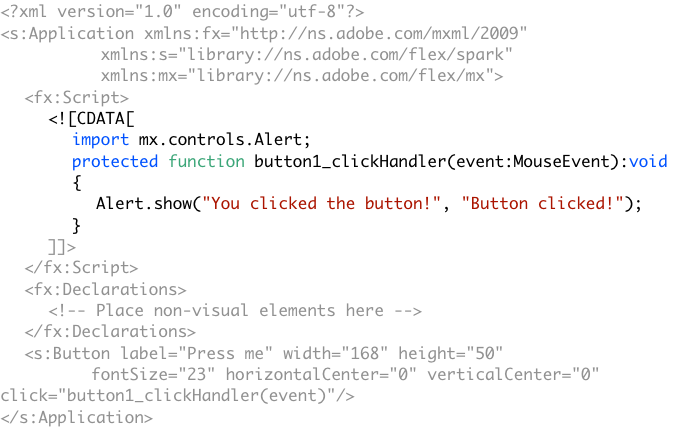 <?xml version="1.0" encoding="utf-8"?>
<s:Application xmlns:fx="http://ns.adobe.com/mxml/2009"
xmlns:s="library://ns.adobe.com/flex/spark"
xmlns:mx="library://ns.adobe.com/flex/mx">
<fx:Script>
<![CDATA[
import mx.controls.Alert;
protected function button1_clickHandler(event:MouseEvent):void
{
Alert.show("You clicked the button!", "Button clicked!");
}
]]>
</fx:Script>
<fx:Declarations>
<!-- Place non-visual elements here -->
</fx:Declarations>
<s:Button label="Press me" width="168" height="50"
fontSize="23" horizontalCenter="0" verticalCenter="0"
click="button1_clickHandler(event)"/>
</s:Application>